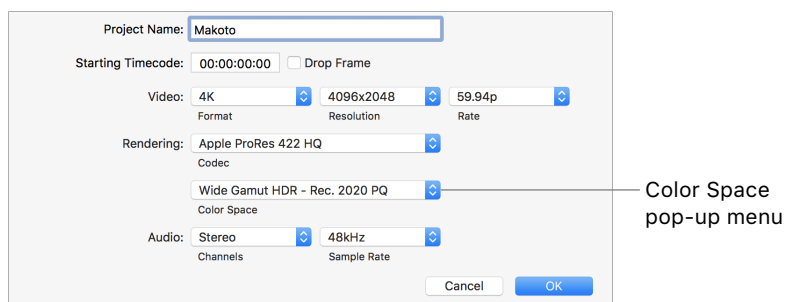 Project Name: Makoto
Starting Timecode: 00:00:00:00 Drop Frame
Video: 4K 4096x2048 59.94p
Format Resolution Rate
Rendering: Apple ProRes 422 HQ
Codec
Wide Gamut HDR - Rec. 2020 PQ
Color Space
Color Space
pop-up menu
Audio: Stereo 48kHz
Channels Sample Rate
Cancel OK